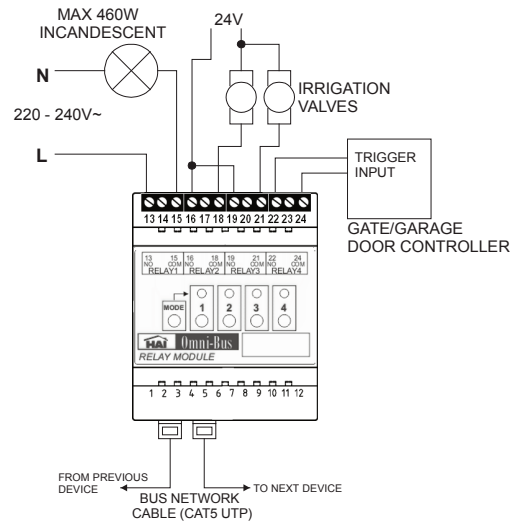 MAX 460W
INCANDESCENT
24V
N
IRRIGATION
VALVES
220 - 240V~
L
TRIGGER
INPUT
GATE/GARAGE
DOOR CONTROLLER
13 14 15 16 17 18 19 20 21 22 23 24
13 15 16 18 19 21 22 24
NO COM NO COM NO COM NO COM
RELAY1 RELAY2 RELAY3 RELAY4
MODE 1 2 3 4
HAI Omni-Bus
RELAY MODULE
1 2 3 4 5 6 7 8 9 10 11 12
FROM PREVIOUS
DEVICE
TO NEXT DEVICE
BUS NETWORK
CABLE (CAT5 UTP)